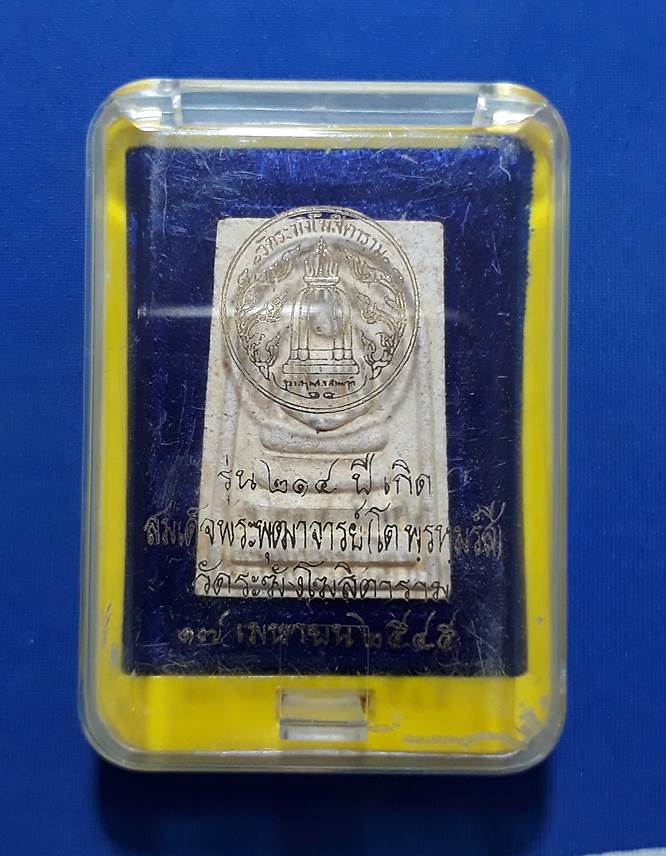 วัดระฆังโฆสิตาราม
รุ่น ๒๑๔ ปี เกิด
สมเด็จพระพุฒาจารย์ (โต พฺรหฺมรํสี)
วัดระฆังโฆสิตาราม
๑๗ เมษายน ๒๕๔๕